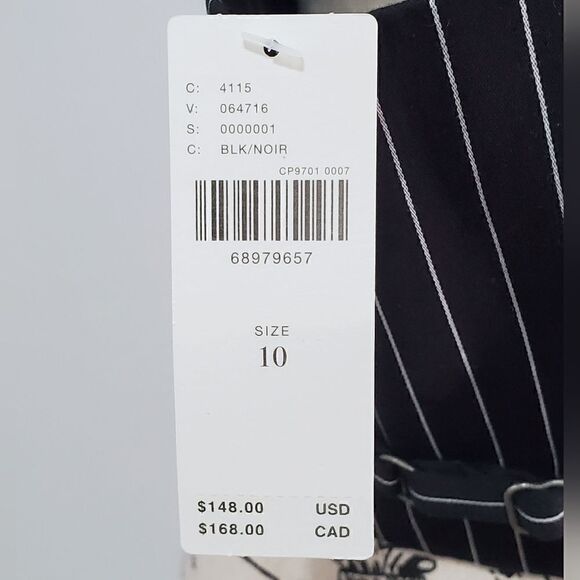 C: 4115
V: 064716
S: 0000001
C: BLK/NOIR
CP9701 0007
68979657
SIZE
10
$148.00 USD
$168.00 CAD